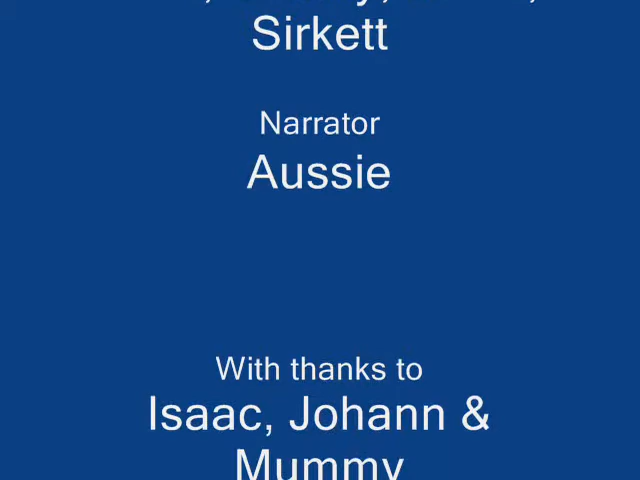 Sirkett
Narrator
Aussie
With thanks to
Isaac, Johann &
Mummy